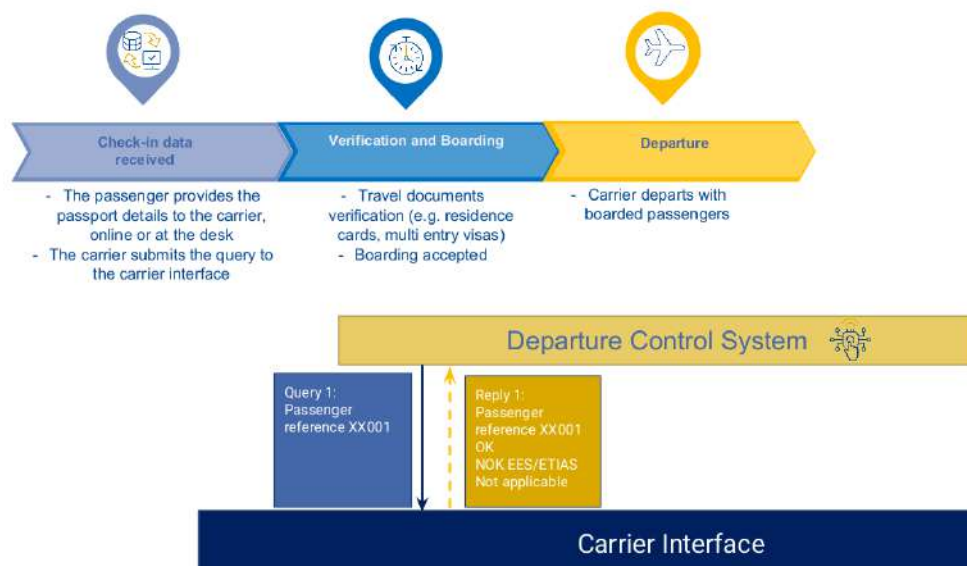 Check-in data
received
Verification and Boarding
Departure
- The passenger provides the
passport details to the carrier,
online or at the desk
- The carrier submits the query to
the carrier interface
- Travel documents
verification (e.g. residence
cards, multi entry visas)
- Boarding accepted
- Carrier departs with
boarded passengers
Departure Control System
Query 1:
Passenger
reference XX001
Reply 1:
Passenger
reference XX001
OK
NOK EES/ETIAS
Not applicable
Carrier Interface